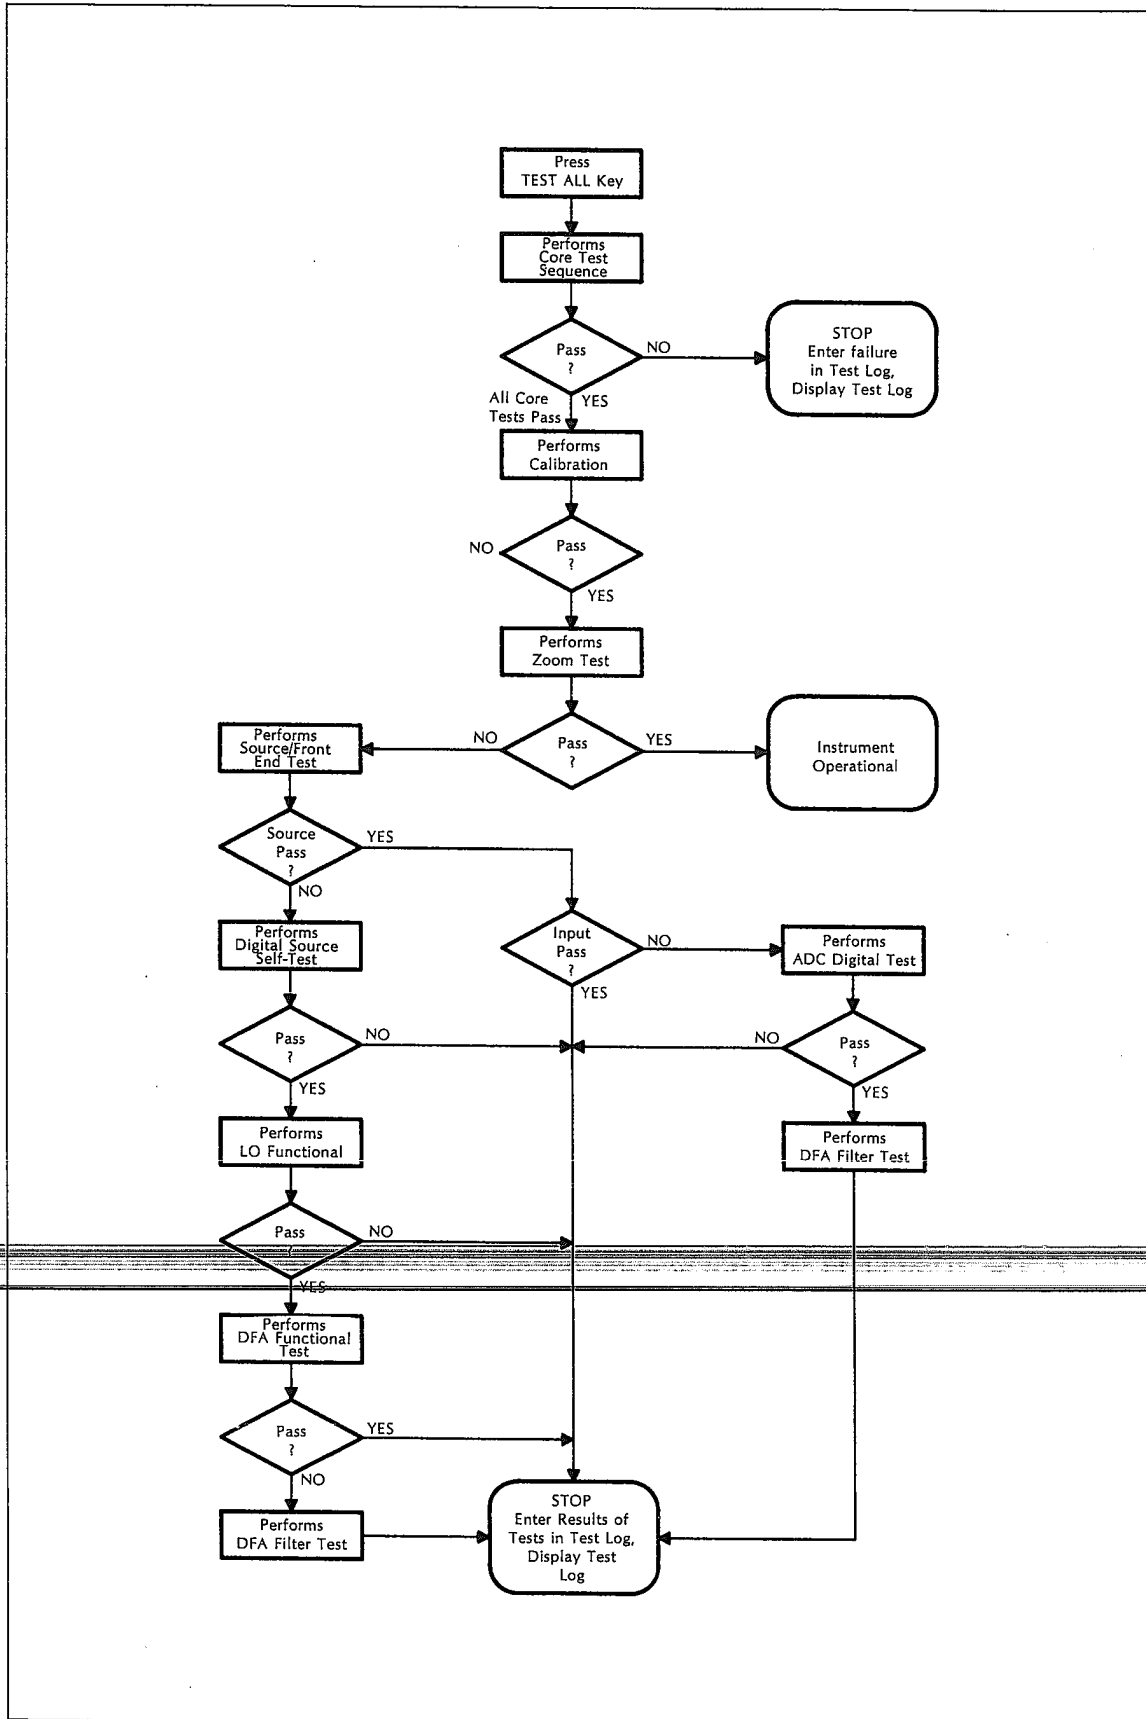 Press
TEST ALL Key
Performs
Core Test
Sequence
Pass
?
NO
STOP
Enter failure
in Test Log,
Display Test Log
All Core
Tests Pass
YES
Performs
Calibration
NO
Pass
?
YES
Performs
Zoom Test
Performs
Source/Front
End Test
NO
Pass
?
YES
Instrument
Operational
Source
Pass
?
YES
NO
Performs
Digital Source
Self-Test
Input
Pass
?
NO
YES
Performs
ADC Digital Test
Pass
?
NO
YES
NO
Pass
?
YES
Performs
LO Functional
Performs
DFA Filter Test
Pass
NO
YES
Performs
DFA Functional
Test
Pass
?
YES
NO
Performs
DFA Filter Test
STOP
Enter Results of
Tests in Test Log,
Display Test
Log